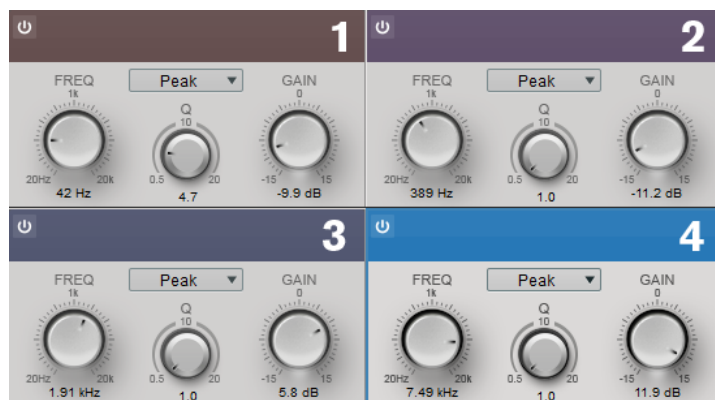 1
FREQ Peak GAIN
1k Q 0
10
20Hz 20k 0.5 20 -15 15
42 Hz 4.7 -9.9 dB
2
FREQ Peak GAIN
1k Q 0
10
20Hz 20k 0.5 20 -15 15
389 Hz 1.0 -11.2 dB
3
FREQ Peak GAIN
1k Q 0
10
20Hz 20k 0.5 20 -15 15
1.91 kHz 1.0 5.8 dB
4
FREQ Peak GAIN
1k Q 0
10
20Hz 20k 0.5 20 -15 15
7.49 kHz 1.0 11.9 dB